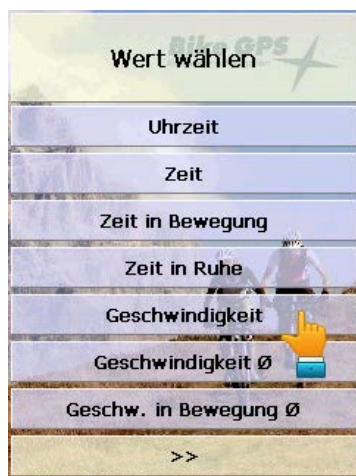 Bike GPS
Wert wählen
Uhrzeit
Zeit
Zeit in Bewegung
Zeit in Ruhe
Geschwindigkeit
Geschwindigkeit Ø
Geschw. in Bewegung Ø
>>